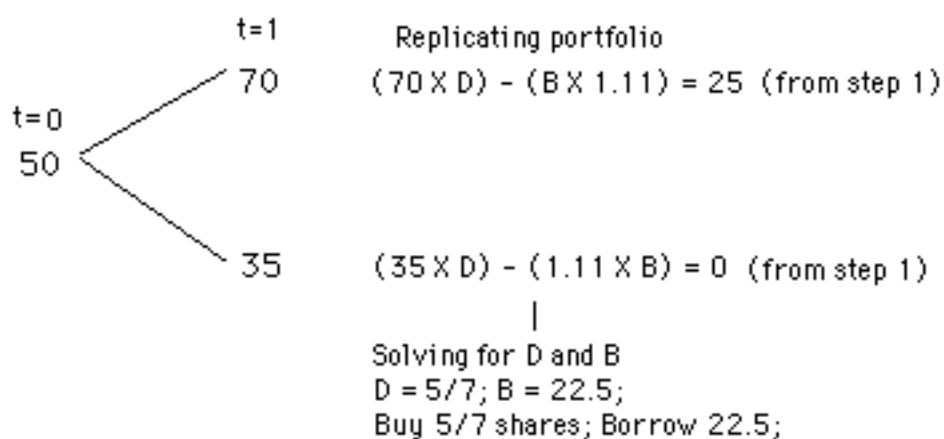 t=1
Replicating portfolio
70
(70 X D) - (B X 1.11) = 25 (from step 1)
t=0
50
35
(35 X D) - (1.11 X B) = 0 (from step 1)
Solving for D and B
D = 5/7; B = 22.5;
Buy 5/7 shares; Borrow 22.5;